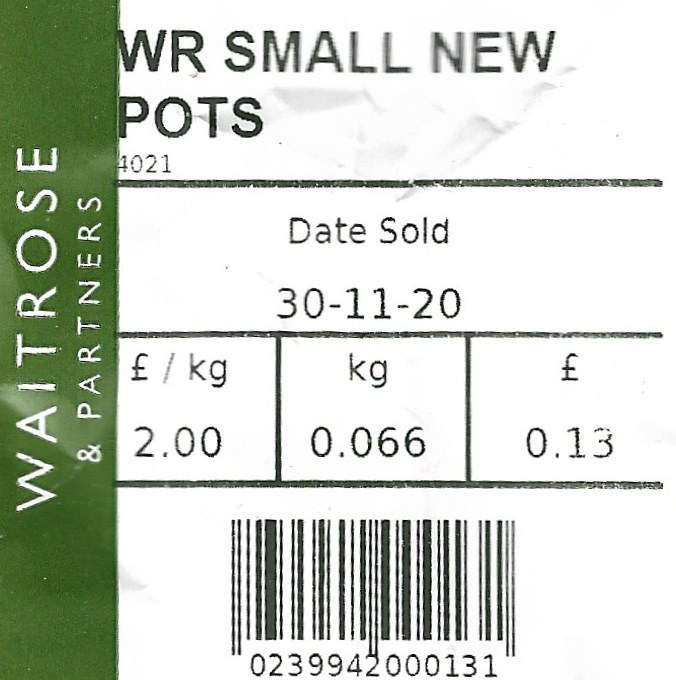 WR SMALL NEW
POTS
4021
WAITROSE
& PARTNERS
Date Sold
30-11-20
£ / kg kg £
2.00 0.066 0.13
0239942000131